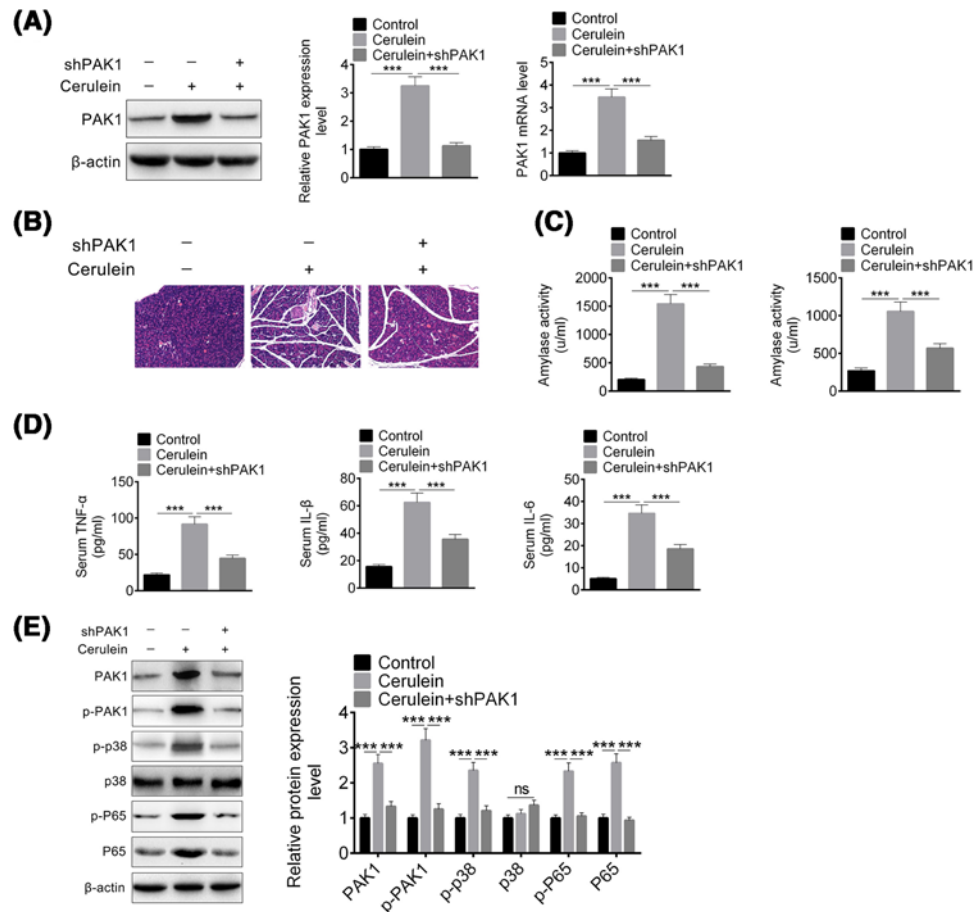 (A)
shPAK1 − − +
Cerulein − + +
PAK1
β-actin
Control
Cerulein
Cerulein+shPAK1
Relative PAK1 expression
level
4
3
2
1
0
*** ***
Control
Cerulein
Cerulein+shPAK1
PAK1 mRNA level
5
4
3
2
1
0
*** ***
(B)
shPAK1 − − +
Cerulein − + +
(C)
Control
Cerulein
Cerulein+shPAK1
Amylase activity
(u/ml)
2000
1500
1000
500
0
*** ***
Control
Cerulein
Cerulein+shPAK1
Amylase activity
(u/ml)
1500
1000
500
0
*** ***
(D)
Control
Cerulein
Cerulein+shPAK1
Serum TNF-α
(pg/ml)
150
100
50
0
*** ***
Control
Cerulein
Cerulein+shPAK1
Serum IL-β
(pg/ml)
80
60
40
20
0
*** ***
Control
Cerulein
Cerulein+shPAK1
Serum IL-6
(pg/ml)
50
40
30
20
10
0
*** ***
(E)
shPAK1 − − +
Cerulein − + +
PAK1
p-PAK1
p-p38
p38
p-P65
P65
β-actin
Control
Cerulein
Cerulein+shPAK1
Relative protein expression
level
4
3
2
1
0
*** *** *** *** *** *** ns *** *** *** ***
PAK1 p-PAK1 p-p38 p38 p-P65 P65